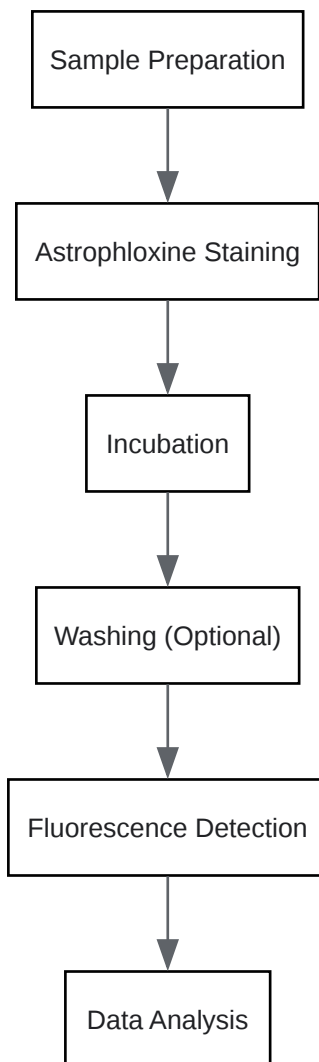 Sample Preparation
Astrophloxine Staining
Incubation
Washing (Optional)
Fluorescence Detection
Data Analysis